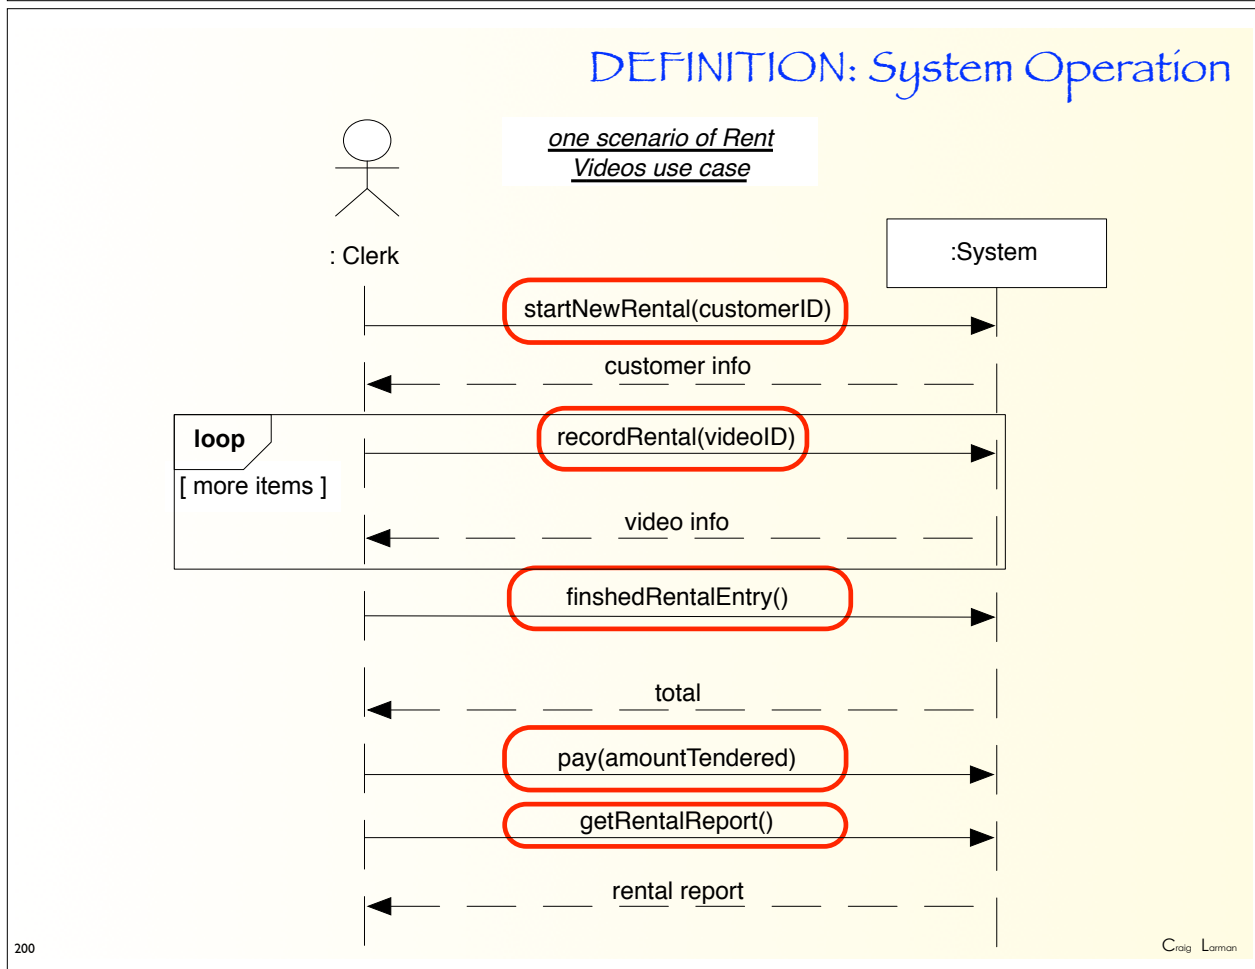 DEFINITION: System Operation
one scenario of Rent
Videos use case
: Clerk
:System
startNewRental(customerID)
customer info
loop
recordRental(videoID)
[ more items ]
video info
finshedRentalEntry()
total
pay(amountTendered)
getRentalReport()
rental report
200
Craig Larman